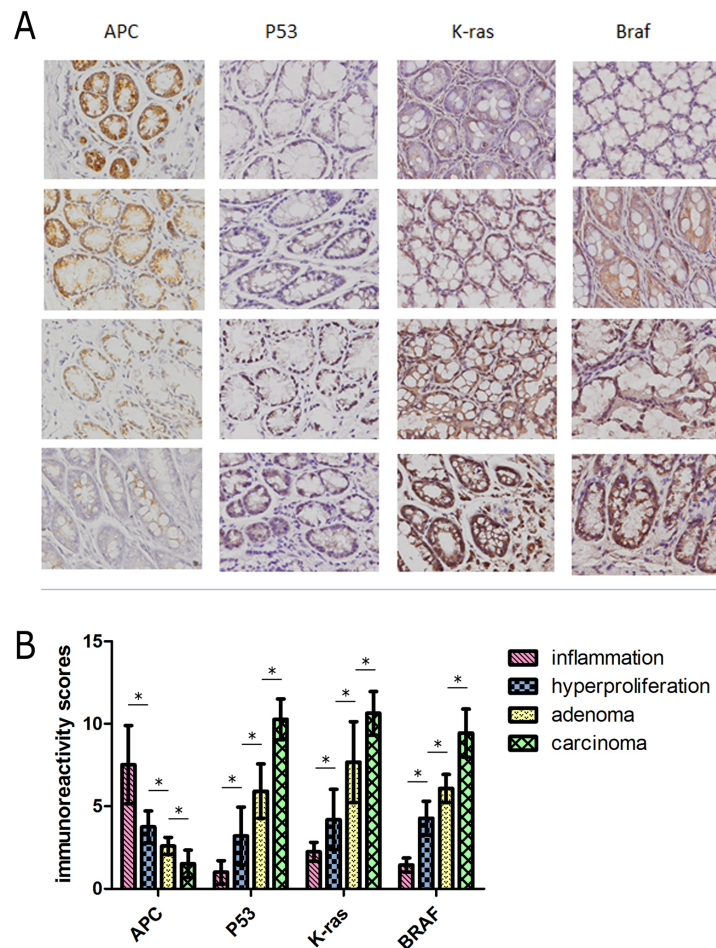 A
APC P53 K-ras Braf
B
immunoreactivity scores
15
10
5
0
* * *
* * *
* * *
* * *
APC P53 K-ras BRAF
inflammation
hyperproliferation
adenoma
carcinoma